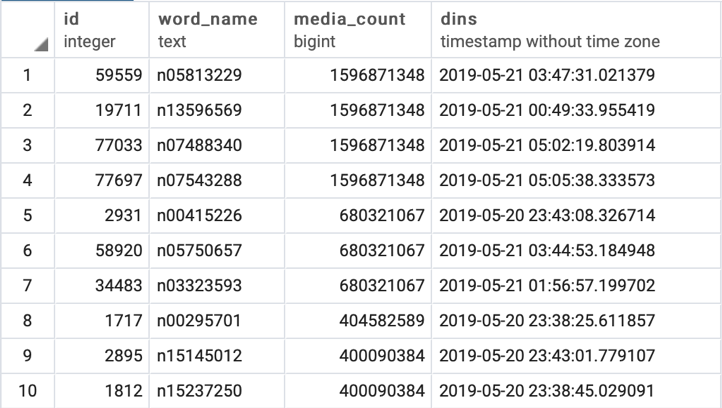 id word_name media_count dins
integer text bigint timestamp without time zone
1 59559 n05813229 1596871348 2019-05-21 03:47:31.021379
2 19711 n13596569 1596871348 2019-05-21 00:49:33.955419
3 77033 n07488340 1596871348 2019-05-21 05:02:19.803914
4 77697 n07543288 1596871348 2019-05-21 05:05:38.333573
5 2931 n00415226 680321067 2019-05-20 23:43:08.326714
6 58920 n05750657 680321067 2019-05-21 03:44:53.184948
7 34483 n03323593 680321067 2019-05-21 01:56:57.199702
8 1717 n00295701 404582589 2019-05-20 23:38:25.611857
9 2895 n15145012 400090384 2019-05-20 23:43:01.779107
10 1812 n15237250 400090384 2019-05-20 23:38:45.029091